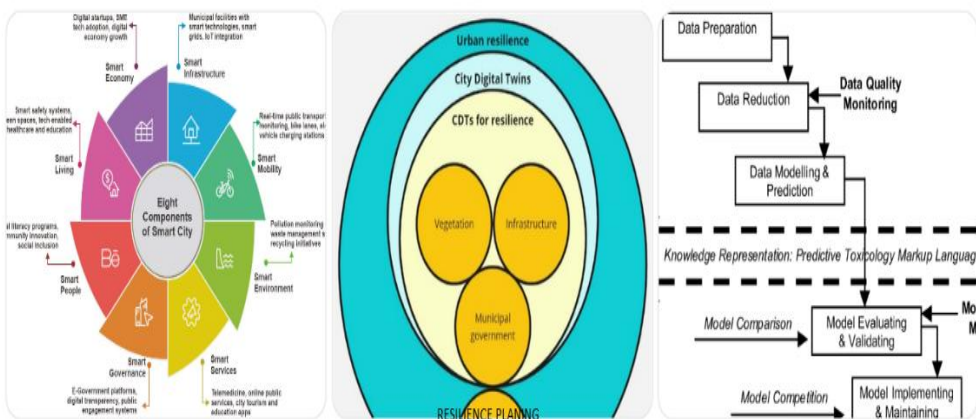 Digital startups, SME
tech adoption, digital
economy growth
Municipal facilities with
smart technologies, smart
grids, IoT integration
Smart
Economy
Smart
Infrastructure
Smart safety systems,
een spaces, tech enabled
healthcare and education
Real-time public transport
monitoring, bike lanes, el
vehicle charging stations
Smart
Living
Smart
Mobility
Eight
Components
of Smart City
al literacy programs,
mmunity innovation,
social inclusion
Pollution monitoring
waste management s
recycling initiatives
Smart
People
Smart
Environment
Smart
Governance
Smart
Services
E-Government platforms,
digital transparency, public
engagement systems
Telemedicine, online public
services, city tourism and
education apps
Urban resilience
City Digital Twins
CDTs for resilience
Vegetation
Infrastructure
Municipal
government
RESILIENCE PLANING
Data Preparation
Data Reduction
Data Quality
Monitoring
Data Modelling &
Prediction
Knowledge Representation: Predictive Toxicology Markup Languag
Model Comparison
Model Evaluating
& Validating
Mo
M
Model Competition
Model Implementing
& Maintaining